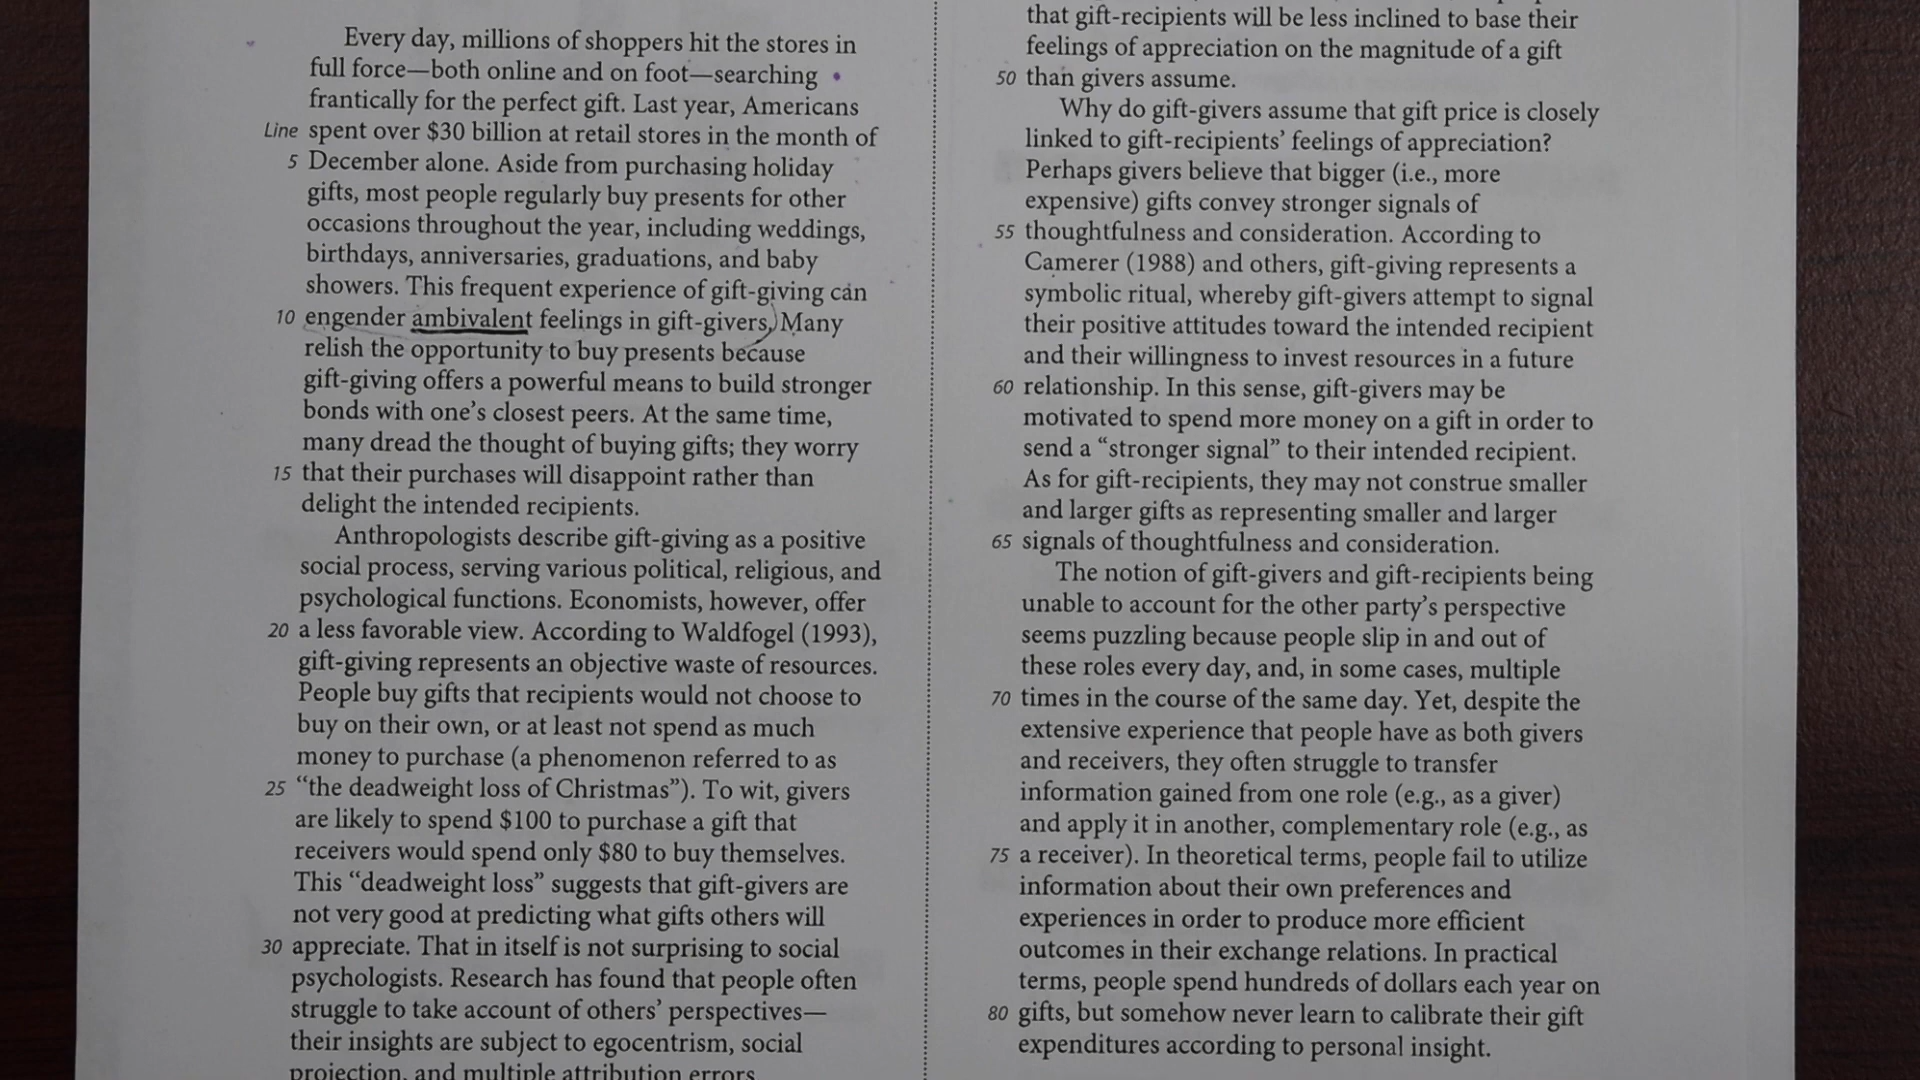 Every day, millions of shoppers hit the stores in
full force—both online and on foot—searching
frantically for the perfect gift. Last year, Americans
Line spent over $30 billion at retail stores in the month of
5 December alone. Aside from purchasing holiday
gifts, most people regularly buy presents for other
occasions throughout the year, including weddings,
birthdays, anniversaries, graduations, and baby
showers. This frequent experience of gift-giving can
10 engender ambivalent feelings in gift-givers. Many
relish the opportunity to buy presents because
gift-giving offers a powerful means to build stronger
bonds with one’s closest peers. At the same time,
many dread the thought of buying gifts; they worry
15 that their purchases will disappoint rather than
delight the intended recipients.
Anthropologists describe gift-giving as a positive
social process, serving various political, religious, and
psychological functions. Economists, however, offer
20 a less favorable view. According to Waldfogel (1993),
gift-giving represents an objective waste of resources.
People buy gifts that recipients would not choose to
buy on their own, or at least not spend as much
money to purchase (a phenomenon referred to as
25 “the deadweight loss of Christmas”). To wit, givers
are likely to spend $100 to purchase a gift that
receivers would spend only $80 to buy themselves.
This “deadweight loss” suggests that gift-givers are
not very good at predicting what gifts others will
30 appreciate. That in itself is not surprising to social
psychologists. Research has found that people often
struggle to take account of others’ perspectives—
their insights are subject to egocentrism, social
projection, and multiple attribution errors
that gift-recipients will be less inclined to base their
feelings of appreciation on the magnitude of a gift
50 than givers assume.
Why do gift-givers assume that gift price is closely
linked to gift-recipients’ feelings of appreciation?
Perhaps givers believe that bigger (i.e., more
expensive) gifts convey stronger signals of
55 thoughtfulness and consideration. According to
Camerer (1988) and others, gift-giving represents a
symbolic ritual, whereby gift-givers attempt to signal
their positive attitudes toward the intended recipient
and their willingness to invest resources in a future
60 relationship. In this sense, gift-givers may be
motivated to spend more money on a gift in order to
send a “stronger signal” to their intended recipient.
As for gift-recipients, they may not construe smaller
and larger gifts as representing smaller and larger
65 signals of thoughtfulness and consideration.
The notion of gift-givers and gift-recipients being
unable to account for the other party’s perspective
seems puzzling because people slip in and out of
these roles every day, and, in some cases, multiple
70 times in the course of the same day. Yet, despite the
extensive experience that people have as both givers
and receivers, they often struggle to transfer
information gained from one role (e.g., as a giver)
and apply it in another, complementary role (e.g., as
75 a receiver). In theoretical terms, people fail to utilize
information about their own preferences and
experiences in order to produce more efficient
outcomes in their exchange relations. In practical
terms, people spend hundreds of dollars each year on
80 gifts, but somehow never learn to calibrate their gift
expenditures according to personal insight.